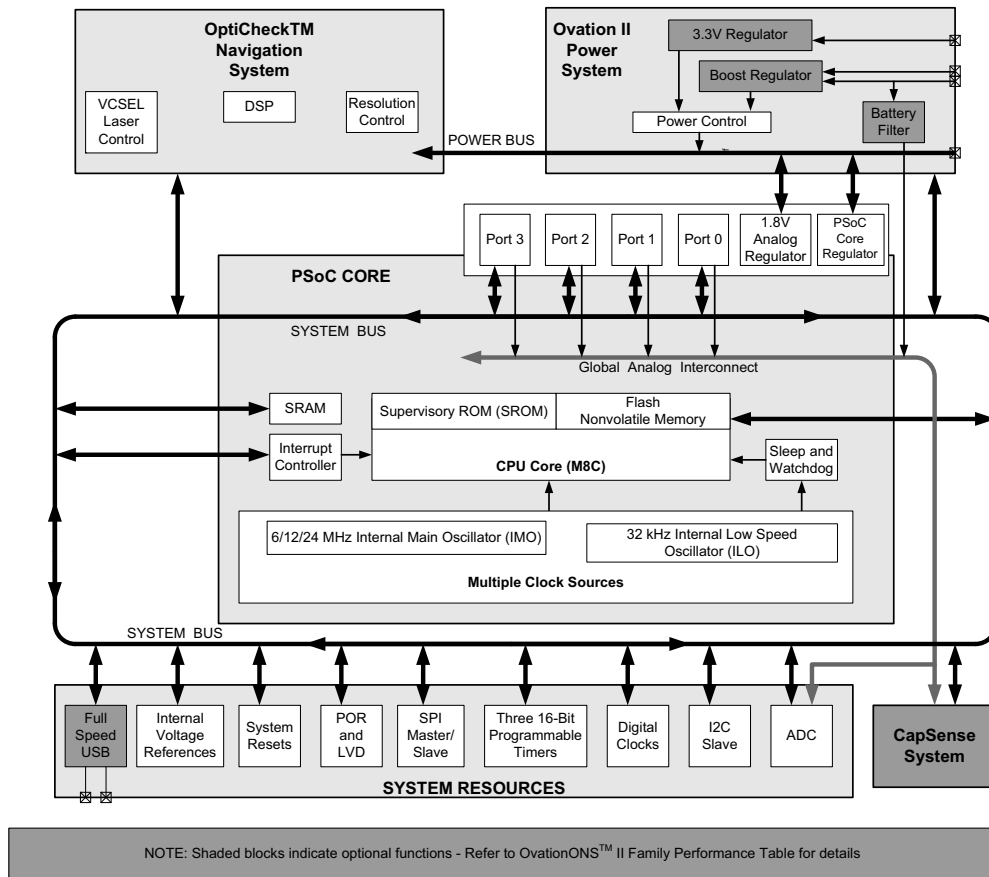 OptiCheckTM
Navigation
System
VCSEL
Laser
Control
DSP
Resolution
Control
Ovation II
Power
System
3.3V Regulator
Boost Regulator
Power Control
Battery
Filter
POWER BUS
Port 3
Port 2
Port 1
Port 0
1.8V
Analog
Regulator
PSoC
Core
Regulator
PSoC CORE
SYSTEM BUS
Global Analog Interconnect
SRAM
Interrupt
Controller
Supervisory ROM (SROM)
Flash
Nonvolatile Memory
CPU Core (M8C)
Sleep and
Watchdog
6/12/24 MHz Internal Main Oscillator (IMO)
32 kHz Internal Low Speed
Oscillator (ILO)
Multiple Clock Sources
SYSTEM BUS
Full
Speed
USB
Internal
Voltage
References
System
Resets
POR
and
LVD
SPI
Master/
Slave
Three 16-Bit
Programmable
Timers
Digital
Clocks
I2C
Slave
ADC
CapSense
System
SYSTEM RESOURCES
NOTE: Shaded blocks indicate optional functions - Refer to OvationONS™ II Family Performance Table for details